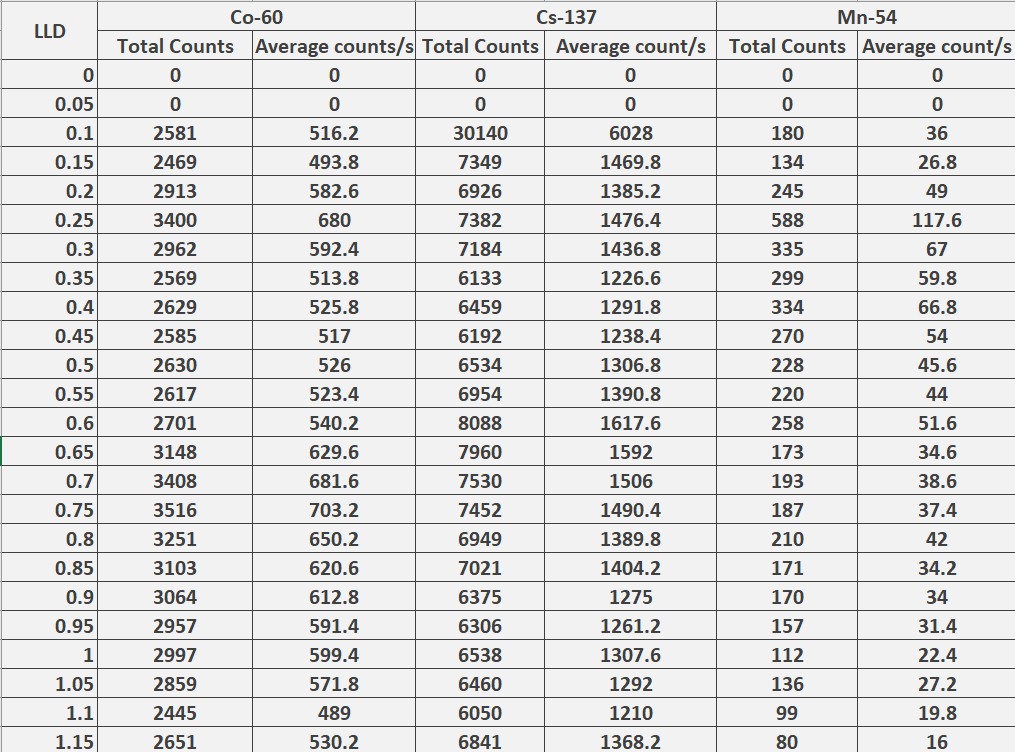 LLD Co-60 Cs-137 Mn-54
Total Counts Average counts/s Total Counts Average count/s Total Counts Average count/s
0 0 0 0 0 0 0
0.05 0 0 0 0 0 0
0.1 2581 516.2 30140 6028 180 36
0.15 2469 493.8 7349 1469.8 134 26.8
0.2 2913 582.6 6926 1385.2 245 49
0.25 3400 680 7382 1476.4 588 117.6
0.3 2962 592.4 7184 1436.8 335 67
0.35 2569 513.8 6133 1226.6 299 59.8
0.4 2629 525.8 6459 1291.8 334 66.8
0.45 2585 517 6192 1238.4 270 54
0.5 2630 526 6534 1306.8 228 45.6
0.55 2617 523.4 6954 1390.8 220 44
0.6 2701 540.2 8088 1617.6 258 51.6
0.65 3148 629.6 7960 1592 173 34.6
0.7 3408 681.6 7530 1506 193 38.6
0.75 3516 703.2 7452 1490.4 187 37.4
0.8 3251 650.2 6949 1389.8 210 42
0.85 3103 620.6 7021 1404.2 171 34.2
0.9 3064 612.8 6375 1275 170 34
0.95 2957 591.4 6306 1261.2 157 31.4
1 2997 599.4 6538 1307.6 112 22.4
1.05 2859 571.8 6460 1292 136 27.2
1.1 2445 489 6050 1210 99 19.8
1.15 2651 530.2 6841 1368.2 80 16